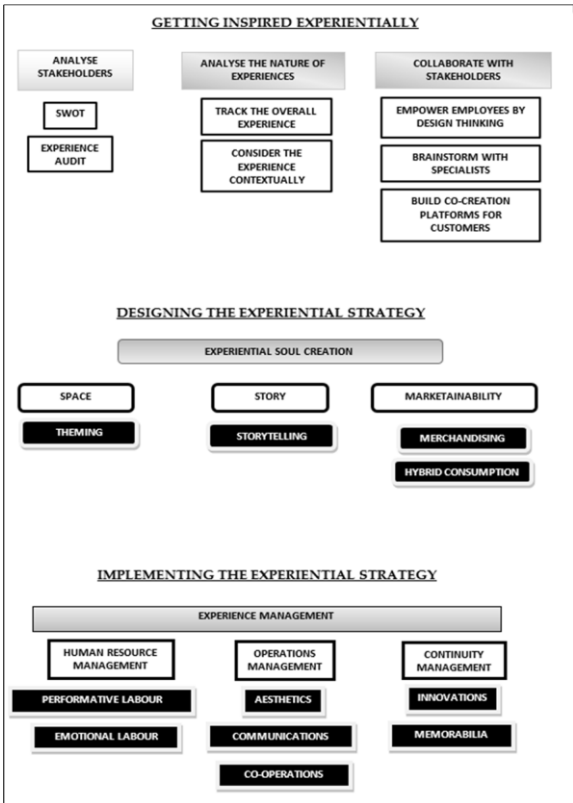 GETTING INSPIRED EXPERIENTIALLY
ANALYSE
STAKEHOLDERS
SWOT
EXPERIENCE
AUDIT
ANALYSE THE NATURE OF
EXPERIENCES
TRACK THE OVERALL
EXPERIENCE
CONSIDER THE
EXPERIENCE
CONTEXTUALLY
COLLABORATE WITH
STAKEHOLDERS
EMPOWER EMPLOYEES BY
DESIGN THINKING
BRAINSTORM WITH
SPECIALISTS
BUILD CO-CREATION
PLATFORMS FOR
CUSTOMERS
DESIGNING THE EXPERIENTIAL STRATEGY
EXPERIENTIAL SOUL CREATION
SPACE
THEMING
STORY
STORYTELLING
MARKETAINABILITY
MERCHANDISING
HYBRID CONSUMPTION
IMPLEMENTING THE EXPERIENTIAL STRATEGY
EXPERIENCE MANAGEMENT
HUMAN RESOURCE
MANAGEMENT
PERFORMATIVE LABOUR
EMOTIONAL LABOUR
OPERATIONS
MANAGEMENT
AESTHETICS
COMMUNICATIONS
CO-OPERATIONS
CONTINUITY
MANAGEMENT
INNOVATIONS
MEMORABILIA